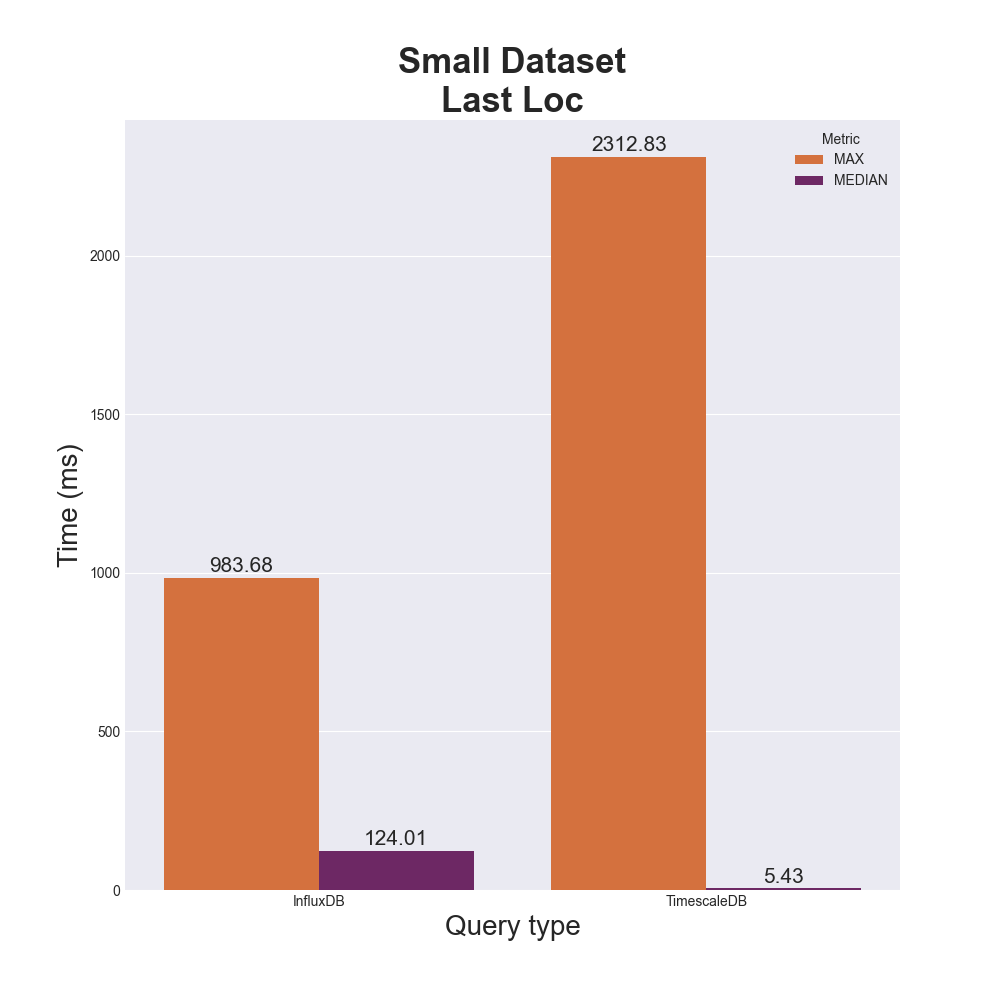 Small Dataset
Last Loc
2312.83
Metric
MAX
MEDIAN
2000
1500
Time (ms)
1000
983.68
500
124.01
5.43
0
InfluxDB
TimescaleDB
Query type